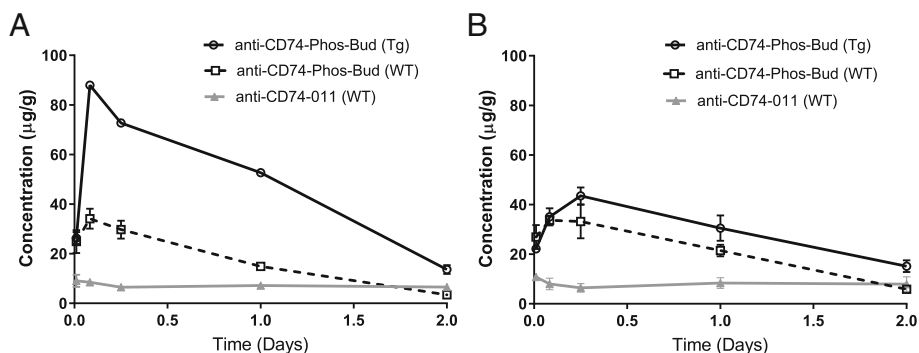 A
anti-CD74-Phos-Bud (Tg)
anti-CD74-Phos-Bud (WT)
anti-CD74-011 (WT)
Concentration (μg/g)
100
80
60
40
20
0
0.0 0.5 1.0 1.5 2.0
Time (Days)
B
anti-CD74-Phos-Bud (Tg)
anti-CD74-Phos-Bud (WT)
anti-CD74-011 (WT)
Concentration (μg/g)
100
80
60
40
20
0
0.0 0.5 1.0 1.5 2.0
Time (Days)